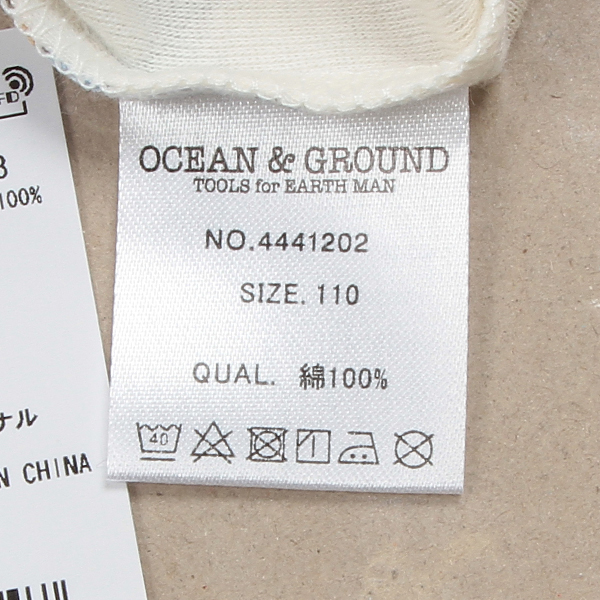 OCEAN & GROUND
TOOLS for EARTH MAN
NO.4441202
SIZE. 110
QUAL. 綿100%
40
100%
ナル
N CHINA